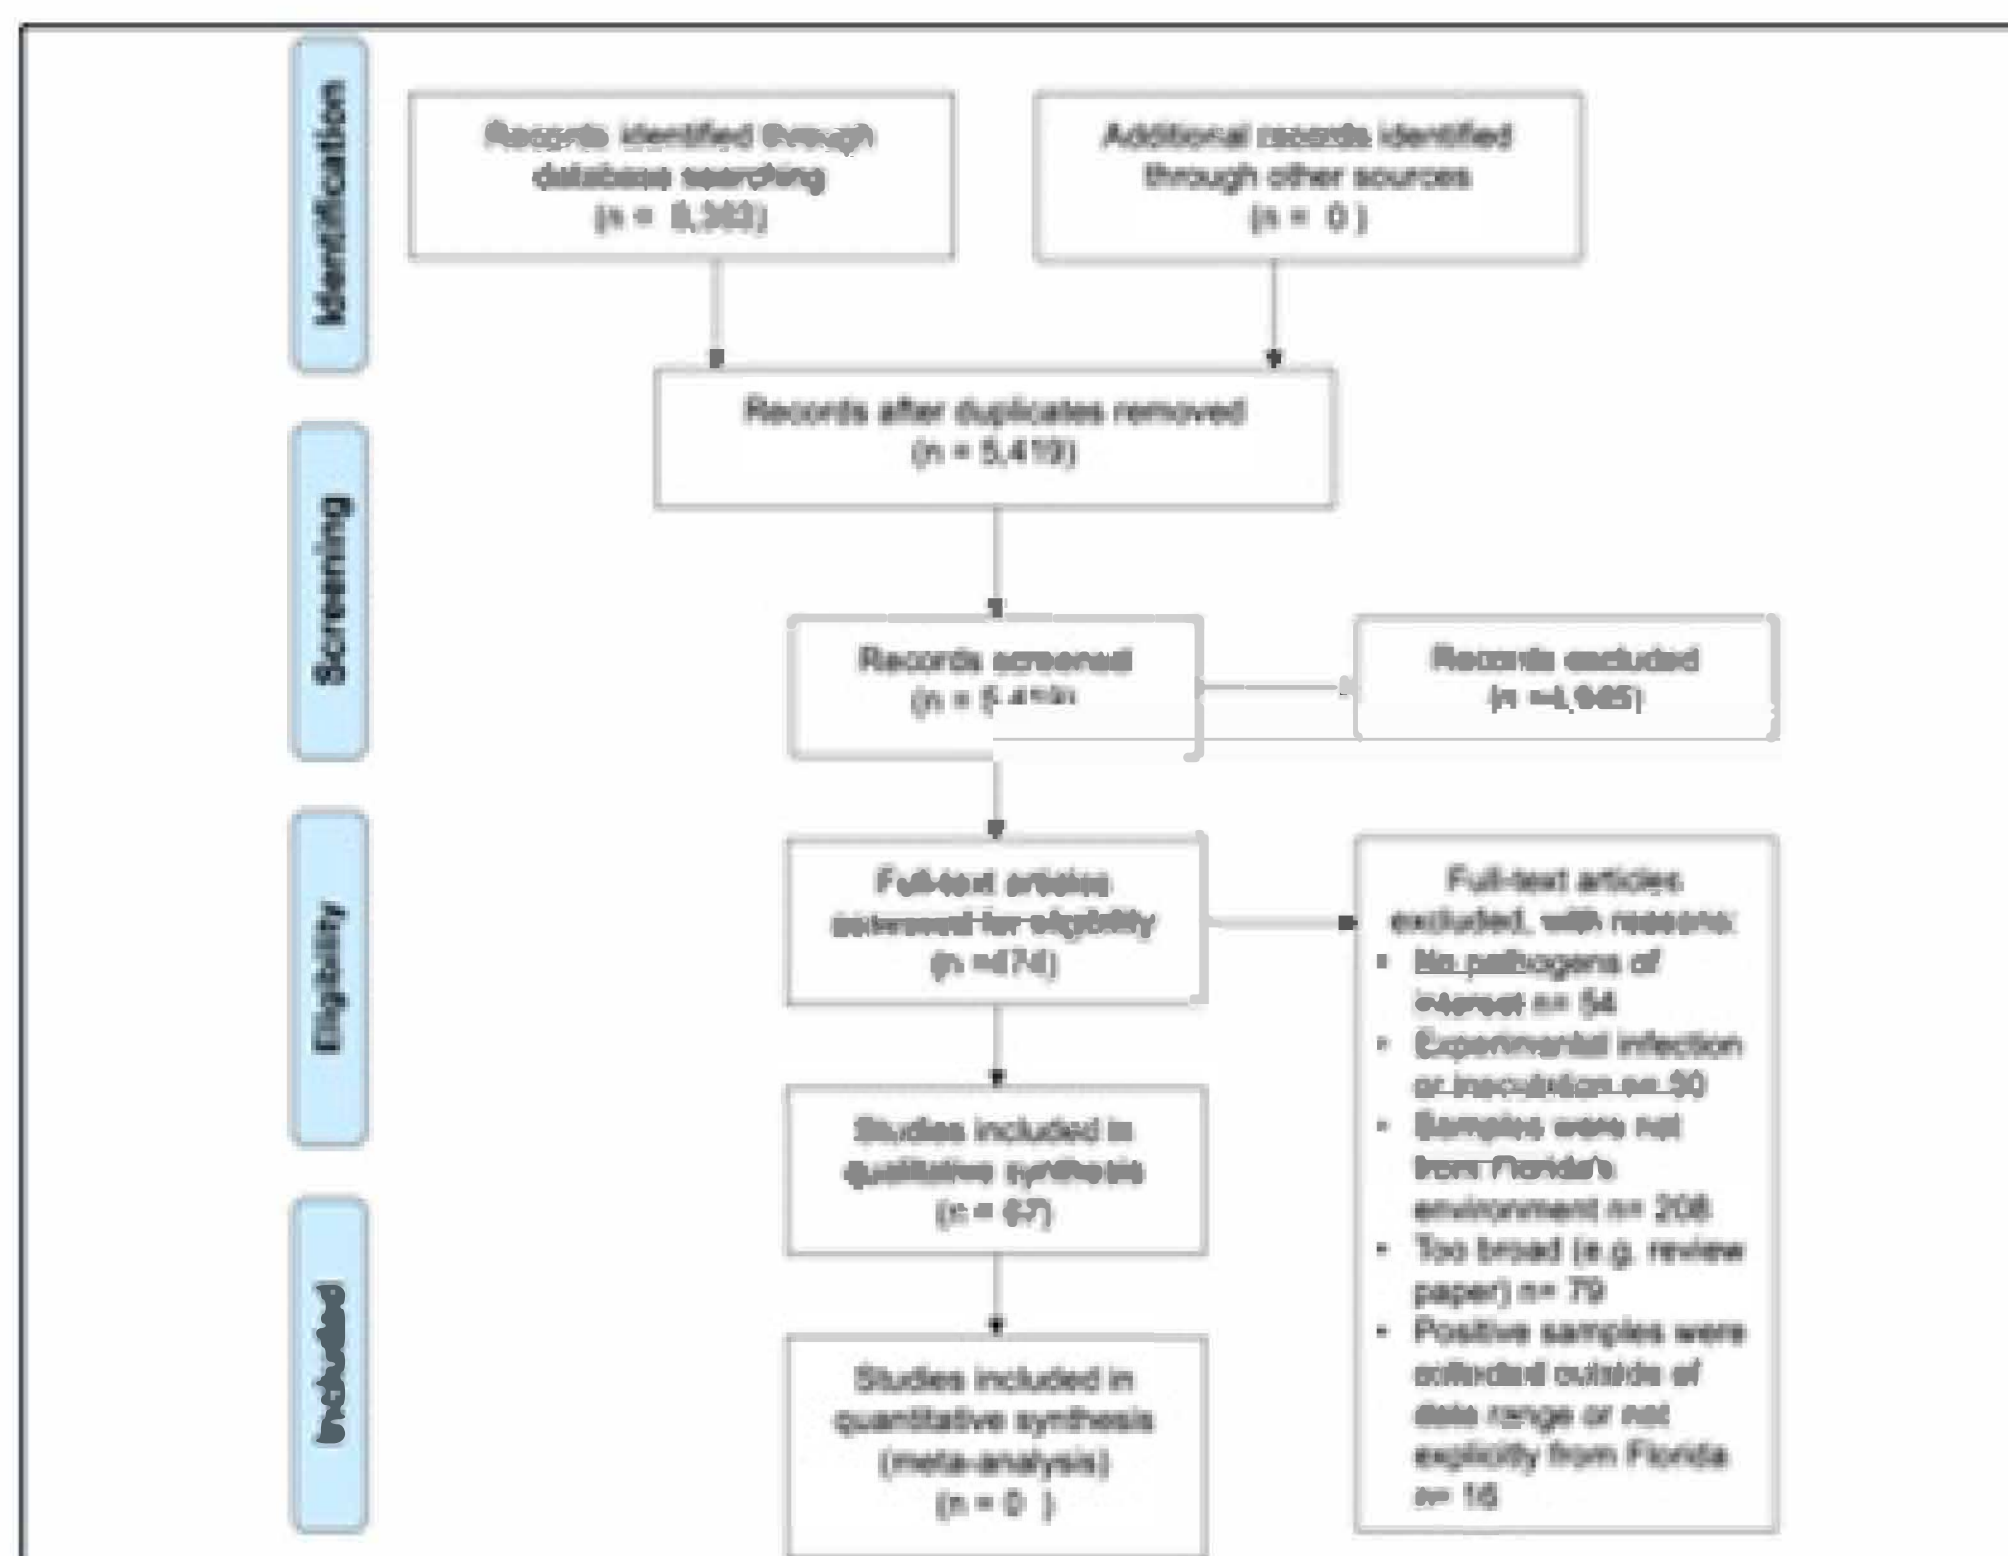 Identification
Records identified through
database searching
(n =
Additional records identified
through other sources
(n = 0 )
Records after duplicates removed
(n = 5,419)
Screening
Records screened
(n =
Records excluded
(n =
Eligibility
Full-text articles
assessed for eligibility
(n =474)
Full-text articles
excluded, with reasons:
• No pathogens of
interest n= 54
• Experimental infection
or inoculation n=
• Samples were not
from Florida's
environment n= 208
• Too broad (e.g. review
paper) n= 79
• Positive samples were
collected outside of
date range or not
explicitly from Florida
n= 16
Studies included in
qualitative synthesis
(n =
Included
Studies included in
quantitative synthesis
(meta-analysis)
(n = 0 )